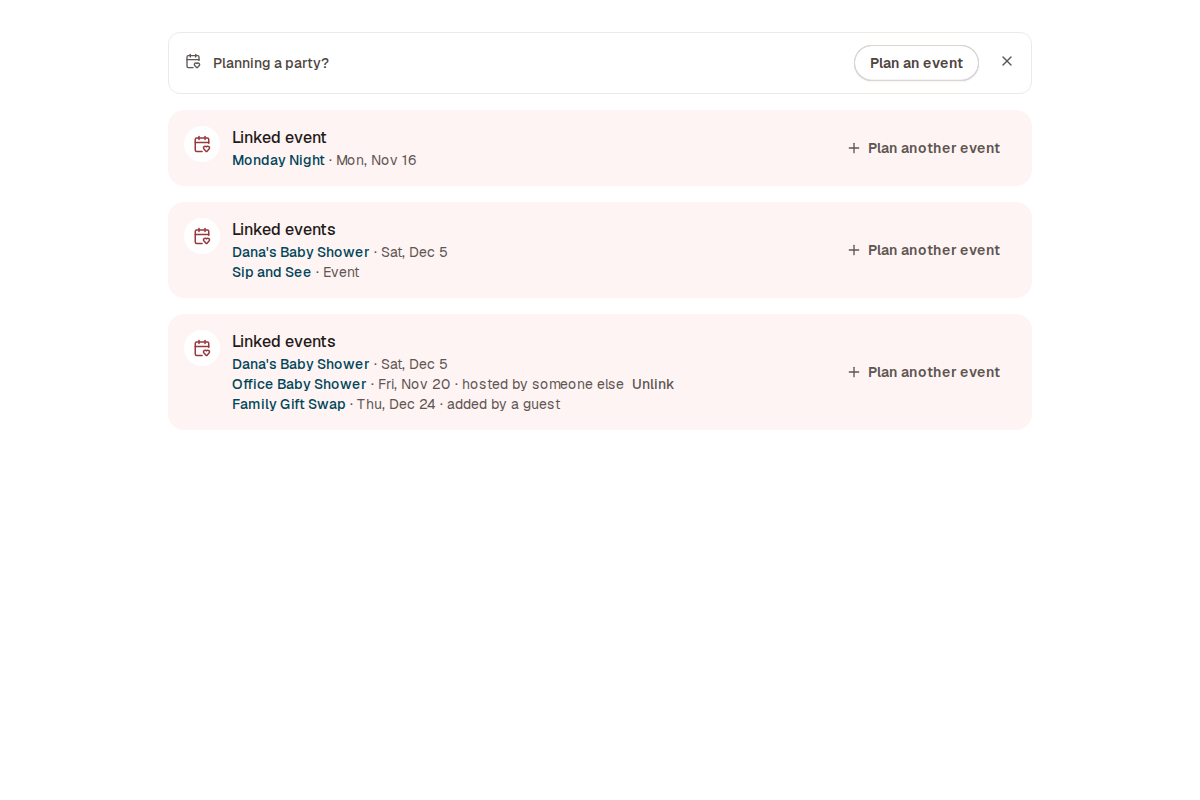 Planning a party?
Plan an event
Linked event
Monday Night · Mon, Nov 16
Plan another event
Linked events
Dana's Baby Shower · Sat, Dec 5
Sip and See · Event
Plan another event
Linked events
Dana's Baby Shower · Sat, Dec 5
Office Baby Shower · Fri, Nov 20 · hosted by someone else Unlink
Family Gift Swap · Thu, Dec 24 · added by a guest
Plan another event